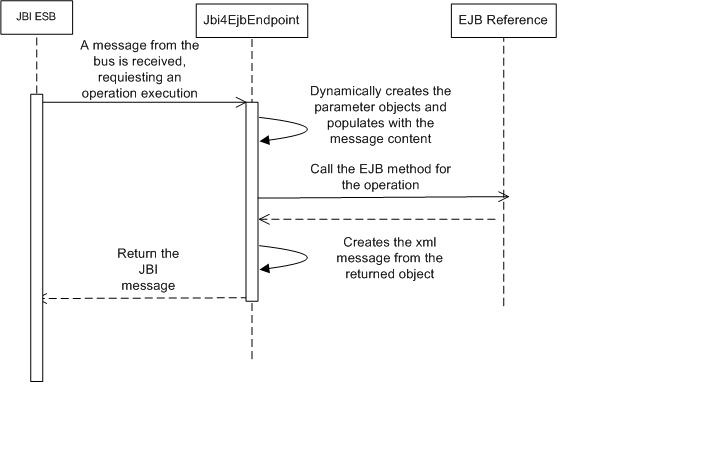 JBI ESB
Jbi4EjbEndpoint
EJB Reference
A message from the
bus is received,
requiesting an
operation execution
Dynamically creates the
parameter objects and
populates with the
message content
Call the EJB method for
the operation
Creates the xml
message from the
returned object
Return the
JBI
message